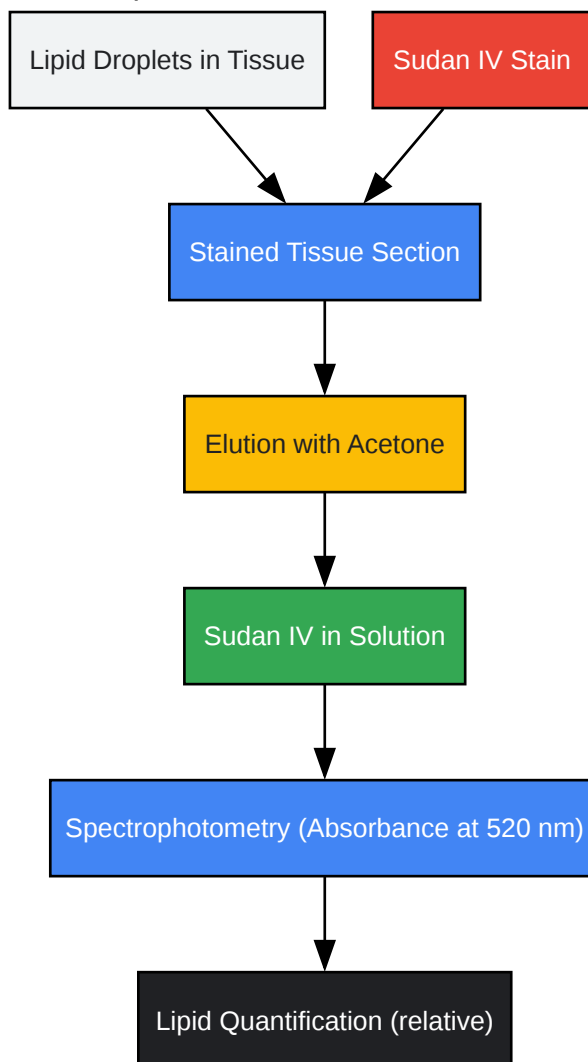 Lipid Droplets in Tissue
Sudan IV Stain
Stained Tissue Section
Elution with Acetone
Sudan IV in Solution
Spectrophotometry (Absorbance at 520 nm)
Lipid Quantification (relative)